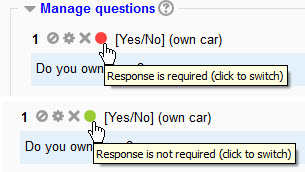 Manage questions
1 [Yes/No] (own car)
Do you own
Response is required (click to switch)
1 [Yes/No] (own car)
Do you own ?
Response is not required (click to switch)